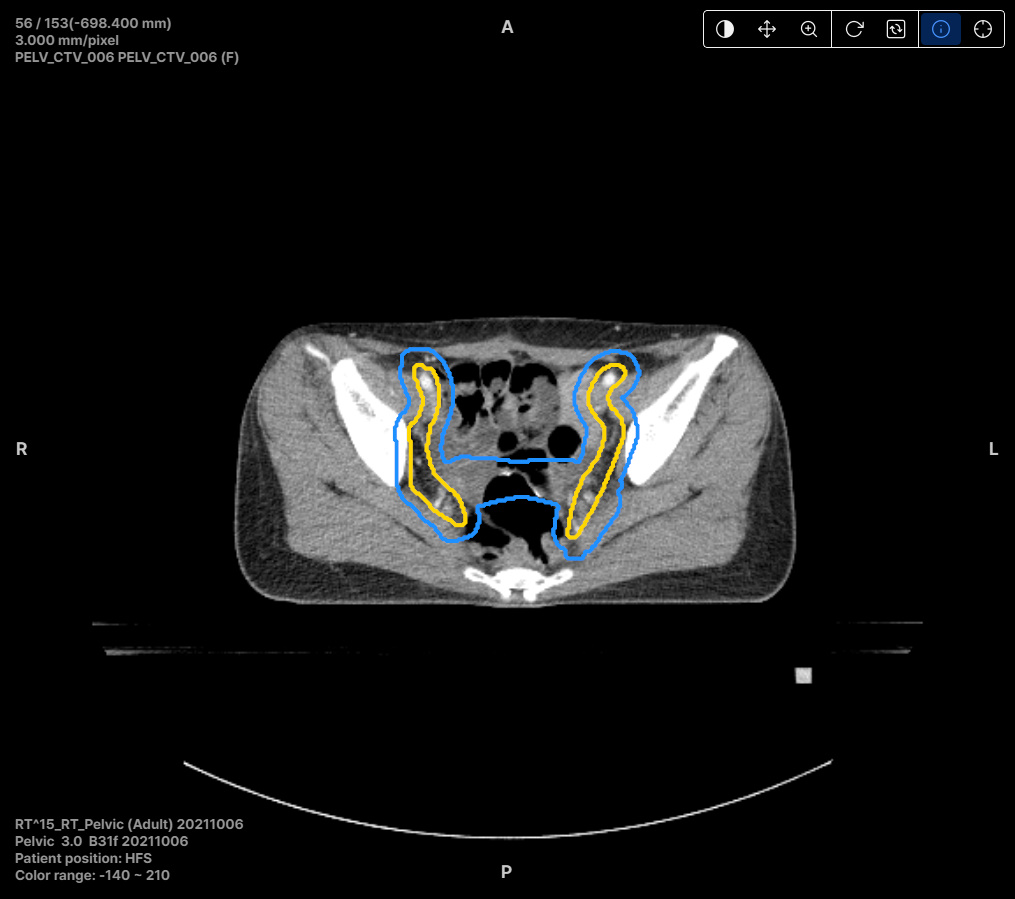 56 / 153(-698.400 mm)
3.000 mm/pixel
PELV_CTV_006 PELV_CTV_006 (F)
A
R
L
RT^15_RT_Pelvic (Adult) 20211006
Pelvic  3.0  B31f 20211006
Patient position: HFS
Color range: -140 ~ 210
P